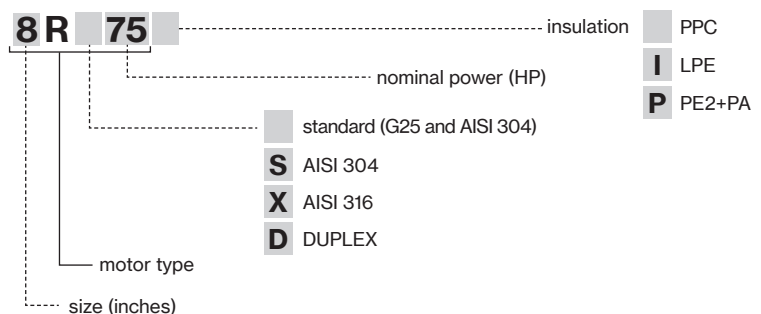 8R 75 insulation PPC
I LPE
nominal power (HP)
P PE2+PA
standard (G25 and AISI 304)
S AISI 304
X AISI 316
D DUPLEX
motor type
size (inches)